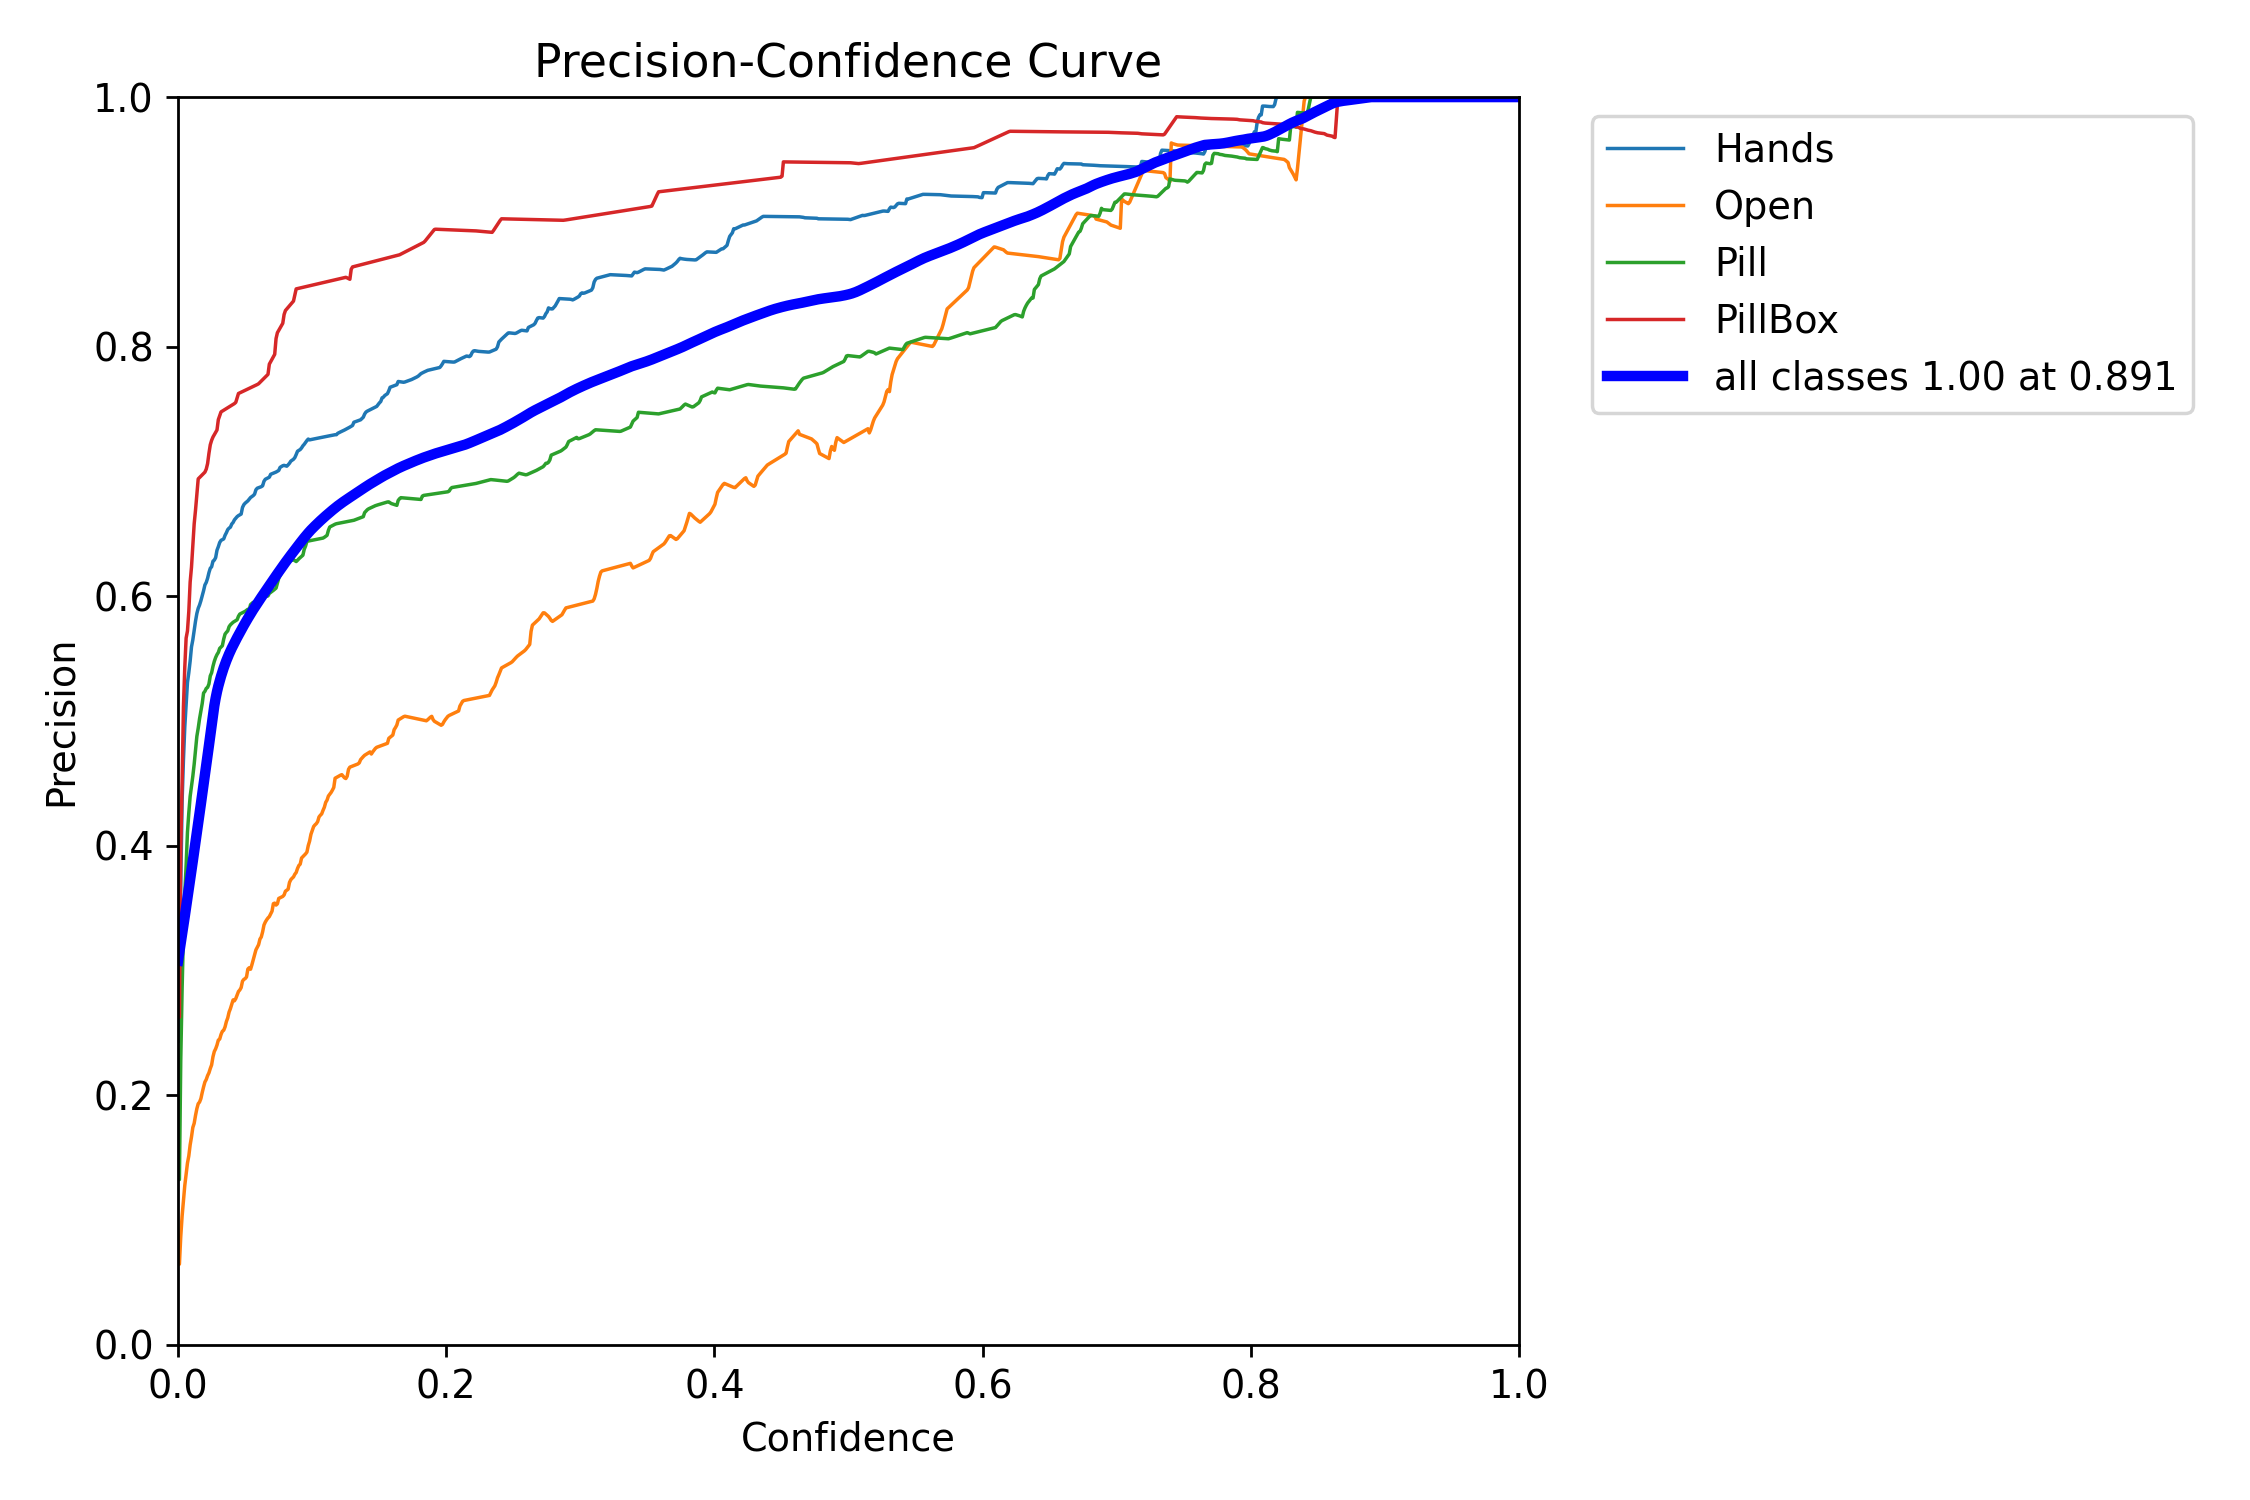 Precision-Confidence Curve
1.0
0.8
0.6
0.4
0.2
0.0
Precision
0.0 0.2 0.4 0.6 0.8 1.0
Confidence
Hands
Open
Pill
PillBox
all classes 1.00 at 0.891